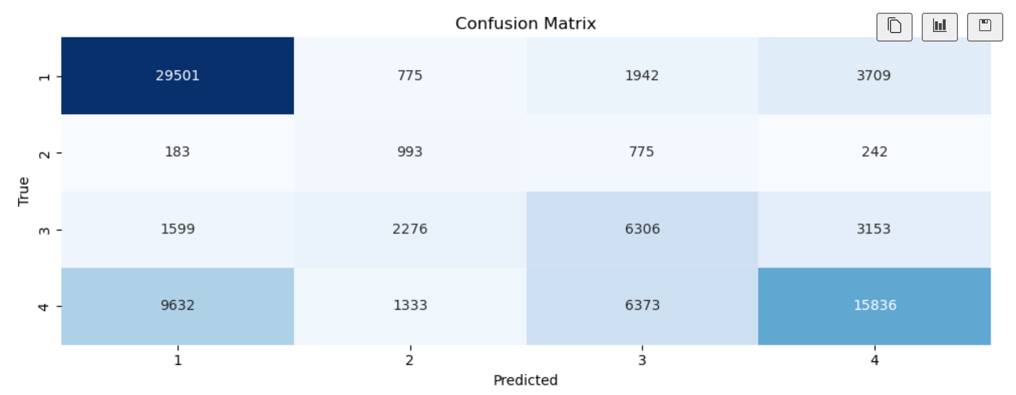 Confusion Matrix
1 29501 775 1942 3709
2 183 993 775 242
3 1599 2276 6306 3153
4 9632 1333 6373 15836
True
1 2 3 4
Predicted